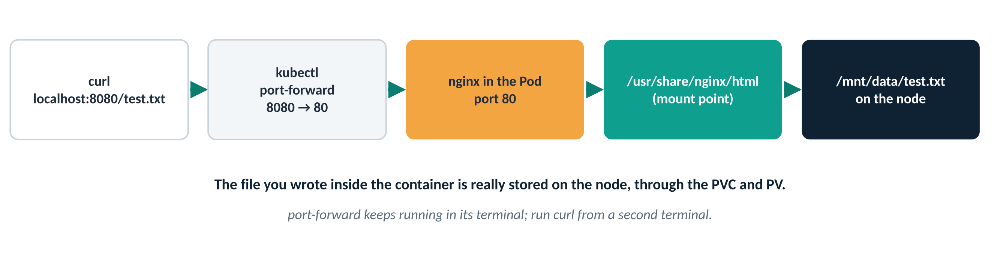 curl
localhost:8080/test.txt
kubectl
port-forward
8080 → 80
nginx in the Pod
port 80
/usr/share/nginx/html
(mount point)
/mnt/data/test.txt
on the node
The file you wrote inside the container is really stored on the node, through the PVC and PV.
port-forward keeps running in its terminal; run curl from a second terminal.